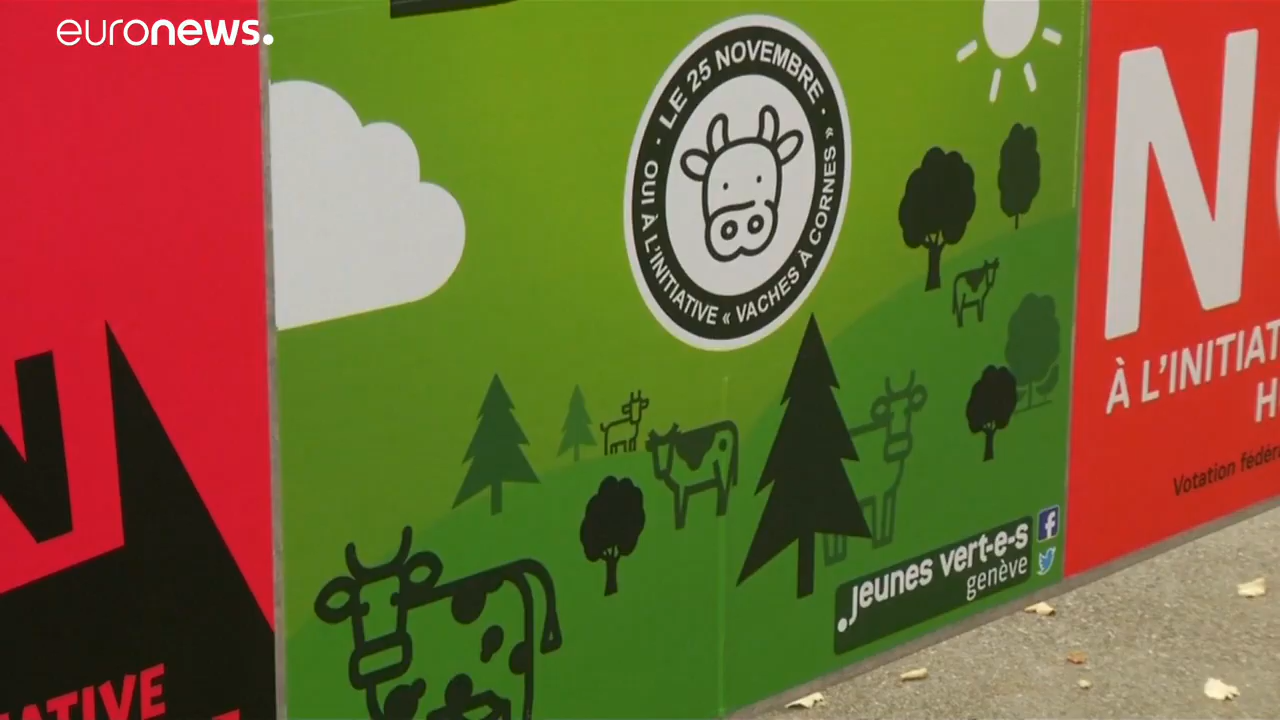 euronews.
· LE 25 NOVEMBRE ·
OUI À L'INITIATIVE « VACHES À CORNES »
À L'INITIAT
H
Votation fédér
.jeunes vert-e-s
genève
ATIVE